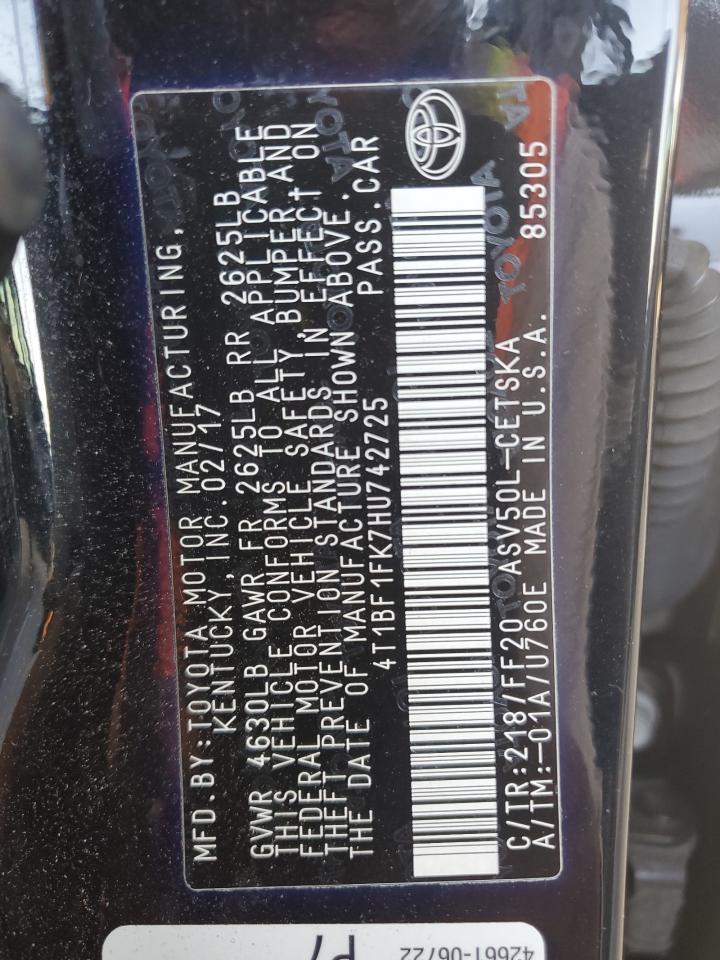 MFD.BY:TOYOTA MOTOR MANUFACTURING,
KENTUCKY, INC.02/17
GVWR 4630LB GAWR FR 2625LB RR 2625LB
THIS VEHICLE CONFORMS TO ALL APPLICABLE
FEDERAL MOTOR VEHICLE SAFETY, BUMPER, AND
THEFT PREVENTION STANDARDS IN EFFECT ON
THE DATE OF MANUFACTURE SHOWN ABOVE.
4T1BF1FK7HU742725 PASS.CAR
C/TR:218/FF20 ASV50L-CETSKA
A/TM:-01A/U760E MADE IN U.S.A. 85305
TOYOTA
42661-06722